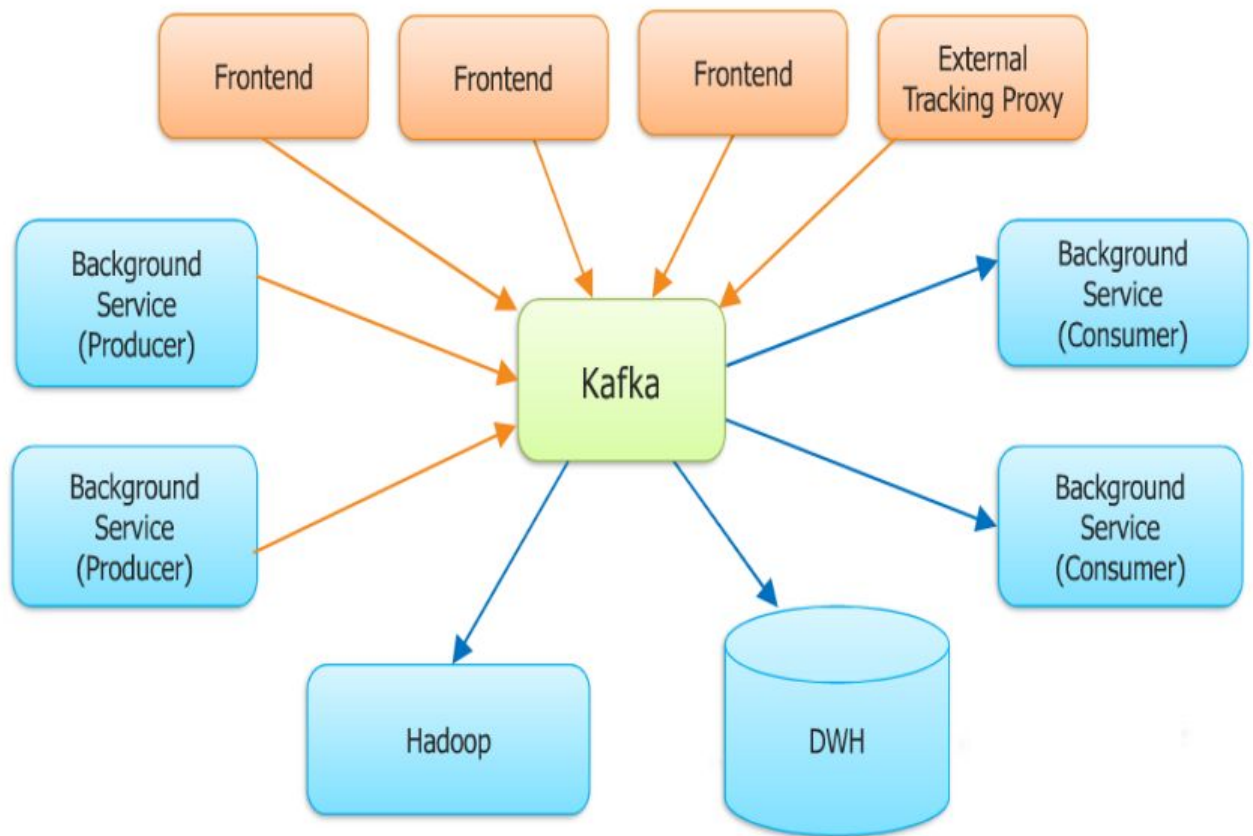 Frontend
Frontend
Frontend
External
Tracking Proxy
Background
Service
(Producer)
Background
Service
(Consumer)
Kafka
Background
Service
(Producer)
Background
Service
(Consumer)
Hadoop
DWH